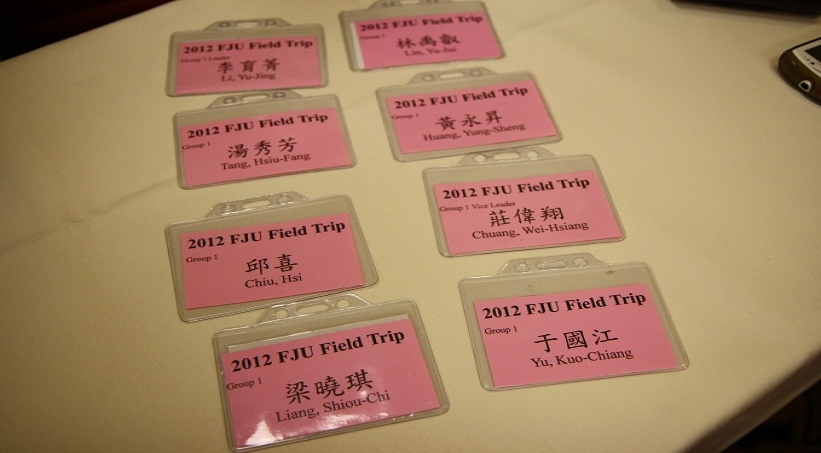 2012 FJU Field Trip
Group 1 Leader
李育菁
Li, Yu-Jing
2012 FJU Field Trip
Group 1
湯秀芳
Tang, Hsiu-Fang
2012 FJU Field Trip
Group 1
邱喜
Chiu, Hsi
2012 FJU Field Trip
Group 1
梁曉琪
Liang, Shiou-Chi
Group 1
林禹叡
Lin, Yu-Jui
2012 FJU Field Trip
Group 1
黃永昇
Huang, Yung-Sheng
2012 FJU Field Trip
Group 1 Vice Leader
莊偉翔
Chuang, Wei-Hsiang
2012 FJU Field Trip
Group 1
于國江
Yu, Kuo-Chiang